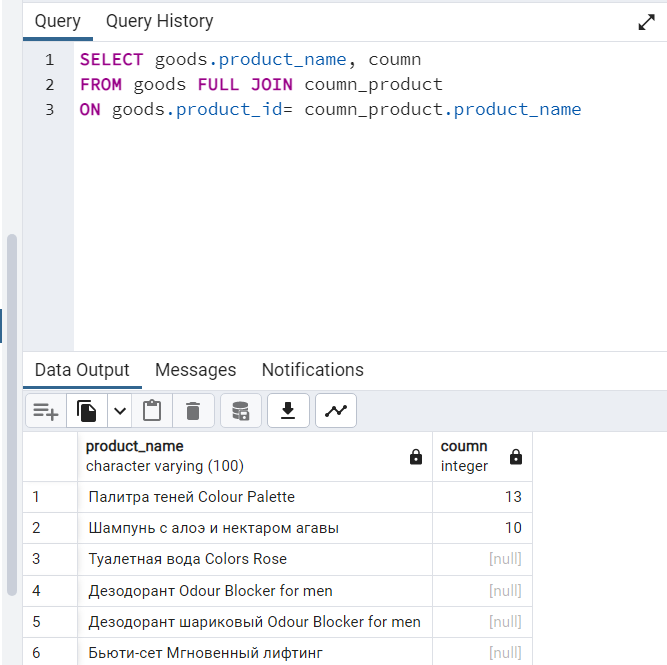 Query Query History
1 SELECT goods.product_name, coumn
2 FROM goods FULL JOIN coumn_product
3 ON goods.product_id= coumn_product.product_name
Data Output Messages Notifications
product_name coumn
character varying (100) integer
1 Палитра теней Colour Palette 13
2 Шампунь с алоэ и нектаром агавы 10
3 Туалетная вода Colors Rose [null]
4 Дезодорант Odour Blocker for men [null]
5 Дезодорант шариковый Odour Blocker for men [null]
6 Бьюти-сет Мгновенный лифтинг [null]